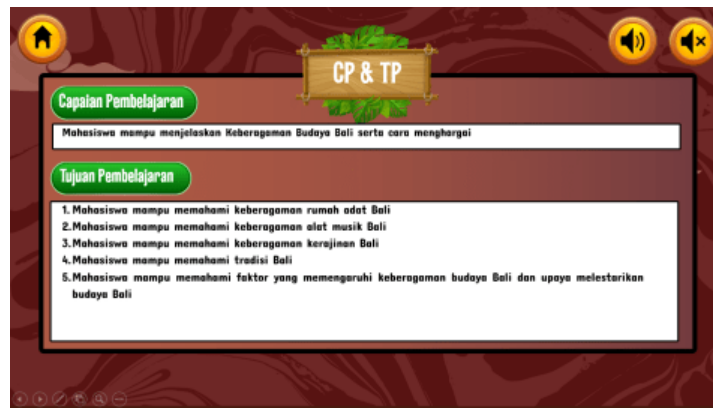 CP & TP
Capaian Pembelajaran
Mahasiswa mampu menjelaskan Keberagaman Budaya Bali serta cara menghargai
Tujuan Pembelajaran
1. Mahasiswa mampu memahami keberagaman rumah adat Bali
2. Mahasiswa mampu memahami keberagaman alat musik Bali
3. Mahasiswa mampu memahami keberagaman kerajinan Bali
4. Mahasiswa mampu memahami tradisi Bali
5. Mahasiswa mampu memahami faktor yang memengaruhi keberagaman budaya Bali dan upaya melestarikan
budaya Bali